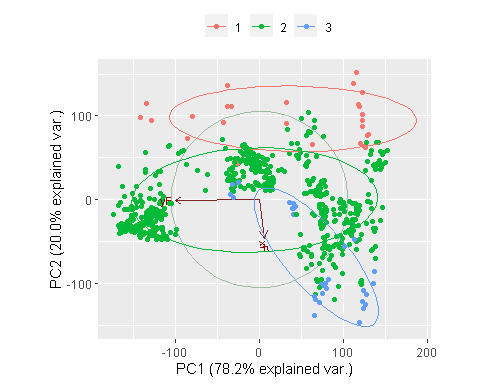 1 2 3
PC2 (20.0% explained var.)
100
0
-100
-100 0 100 200
PC1 (78.2% explained var.)